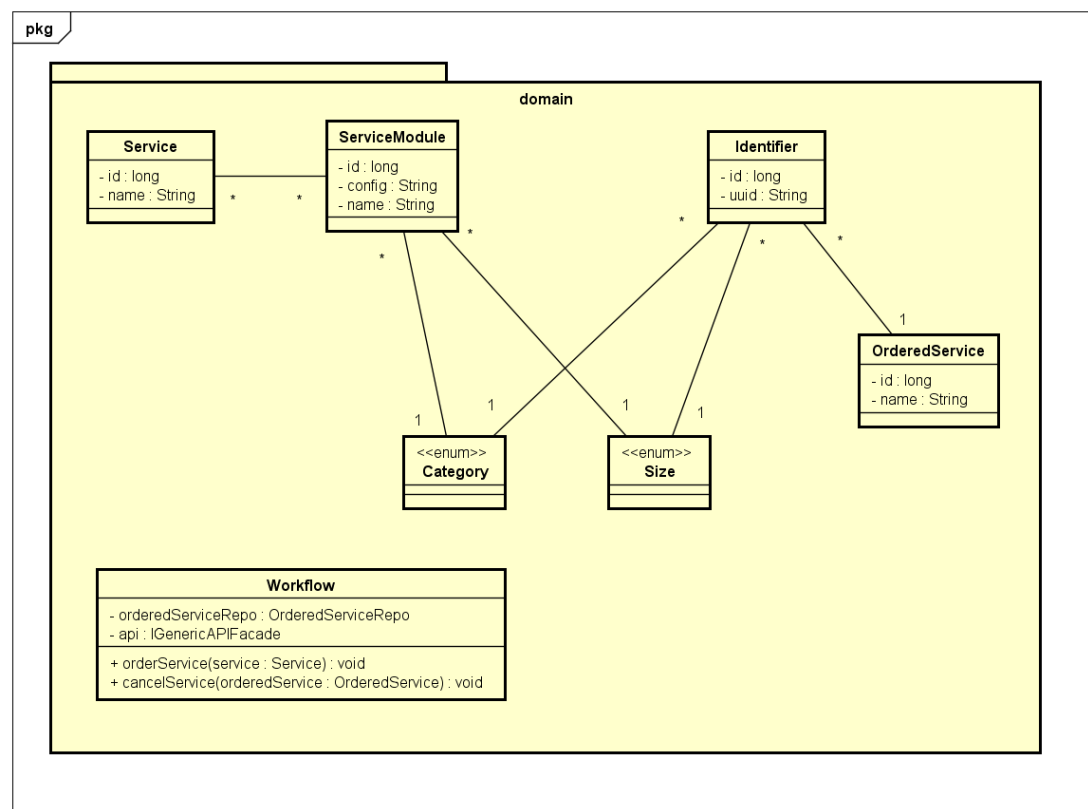 pkg
domain
Service
- id : long
- name : String
ServiceModule
- id : long
- config : String
- name : String
Identifier
- id : long
- uuid : String
*
*
*
*
*
*
*
1
OrderedService
- id : long
- name : String
1
1
1
1
<<enum>>
Category
<<enum>>
Size
Workflow
- orderedServiceRepo : OrderedServiceRepo
- api : IGenericAPIFacade
+ orderService(service : Service) : void
+ cancelService(orderedService : OrderedService) : void